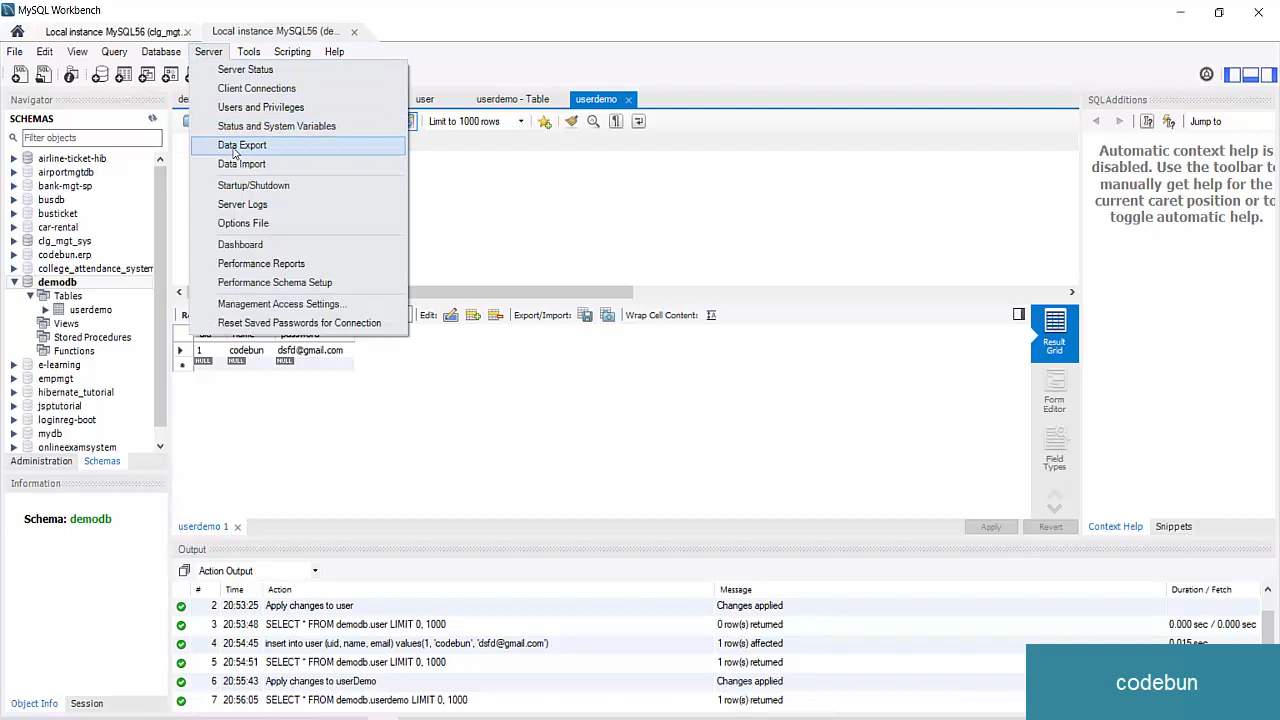 MySQL Workbench
Local instance MySQL56 (clg_mgt. × Local instance MySQL56 (de... ×
File Edit View Query Database Server Tools Scripting Help
Server Status
Client Connections
Users and Privileges
Status and System Variables
Data Export
Data Import
Startup/Shutdown
Server Logs
Options File
Dashboard
Performance Reports
Performance Schema Setup
Management Access Settings...
Reset Saved Passwords for Connection
Navigator
SCHEMAS
Filter objects
airline-ticket-hib
airportmgtdb
bank-mgt-sp
busdb
busticket
car-rental
clg_mgt_sys
codebun.erp
college_attendance_system
demodb
Tables
userdemo
Views
Stored Procedures
Functions
e-learning
empmgt
hibernate_tutorial
jsptutorial
loginreg-boot
mydb
onlineexamsystem
Administration Schemas
Information
Schema: demodb
Object Info Session
de user userdemo - Table userdemo ×
Limit to 1000 rows
Edit: Export/Import: Wrap Cell Content:
1 codebun dsfd@gmail.com
NULL NULL NULL
Result Grid
Form Editor
Field Types
userdemo 1 × Apply Revert
SQLAdditions
Jump to
Automatic context help is
disabled. Use the toolbar to
manually get help for the
current caret position or to
toggle automatic help.
Context Help Snippets
Output
Action Output
# Time Action Message Duration / Fetch
2 20:53:25 Apply changes to user Changes applied
3 20:53:48 SELECT * FROM demodb.user LIMIT 0, 1000 0 row(s) returned 0.000 sec / 0.000 sec
4 20:54:45 insert into user (uid, name, email) values(1, 'codebun', 'dsfd@gmail.com') 1 row(s) affected 0.015 sec
5 20:54:51 SELECT * FROM demodb.user LIMIT 0, 1000 1 row(s) returned
6 20:55:43 Apply changes to userDemo Changes applied
7 20:56:05 SELECT * FROM demodb.userdemo LIMIT 0, 1000 1 row(s) returned
codebun